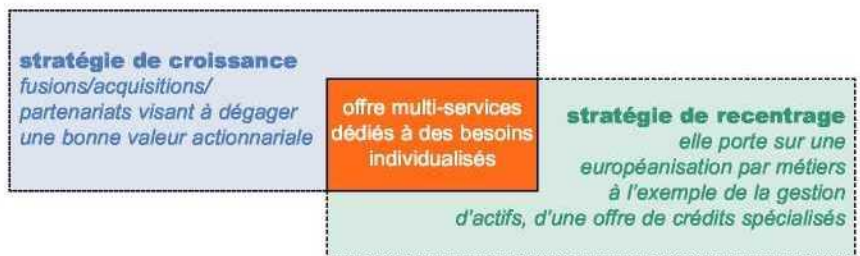 stratégie de croissance
fusions/acquisitions/
partenariats visant à dégager
une bonne valeur actionnariale
offre multi-services
dédiés à des besoins
individualisés
stratégie de recentrage
elle porte sur une
européanisation par métiers
à l'exemple de la gestion
d'actifs, d'une offre de crédits spécialisés